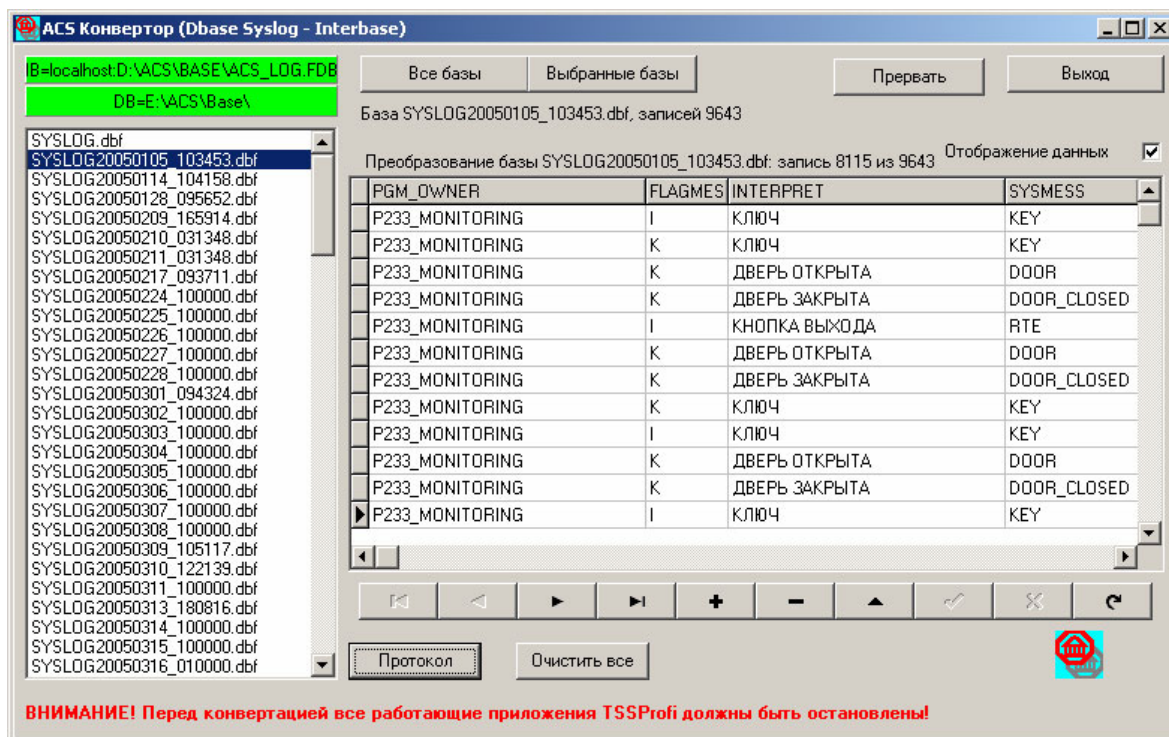 ACS Конвертор (Dbase Syslog - Interbase)
IB=localhost:D:\ACS\BASE\ACS_LOG.FDB
DB=E:\ACS\Base\
Все базы
Выбранные базы
Прервать
Выход
База SYSLOG20050105_103453.dbf, записей 9643
Преобразование базы SYSLOG20050105_103453.dbf: запись 8115 из 9643
Отображение данных
SYSLOG.dbf
SYSLOG20050105_103453.dbf
SYSLOG20050114_104158.dbf
SYSLOG20050128_095652.dbf
SYSLOG20050209_165914.dbf
SYSLOG20050210_031348.dbf
SYSLOG20050211_031348.dbf
SYSLOG20050217_093711.dbf
SYSLOG20050224_100000.dbf
SYSLOG20050225_100000.dbf
SYSLOG20050226_100000.dbf
SYSLOG20050227_100000.dbf
SYSLOG20050228_100000.dbf
SYSLOG20050301_094324.dbf
SYSLOG20050302_100000.dbf
SYSLOG20050303_100000.dbf
SYSLOG20050304_100000.dbf
SYSLOG20050305_100000.dbf
SYSLOG20050306_100000.dbf
SYSLOG20050307_100000.dbf
SYSLOG20050308_100000.dbf
SYSLOG20050309_105117.dbf
SYSLOG20050310_122139.dbf
SYSLOG20050311_100000.dbf
SYSLOG20050313_180816.dbf
SYSLOG20050314_100000.dbf
SYSLOG20050315_100000.dbf
SYSLOG20050316_010000.dbf
PGM_OWNER FLAGMES INTERPRET SYSMESS
P233_MONITORING I КЛЮЧ KEY
P233_MONITORING K КЛЮЧ KEY
P233_MONITORING K ДВЕРЬ ОТКРЫТА DOOR
P233_MONITORING K ДВЕРЬ ЗАКРЫТА DOOR_CLOSED
P233_MONITORING I КНОПКА ВЫХОДА RTE
P233_MONITORING K ДВЕРЬ ОТКРЫТА DOOR
P233_MONITORING K ДВЕРЬ ЗАКРЫТА DOOR_CLOSED
P233_MONITORING K КЛЮЧ KEY
P233_MONITORING I КЛЮЧ KEY
P233_MONITORING K ДВЕРЬ ОТКРЫТА DOOR
P233_MONITORING K ДВЕРЬ ЗАКРЫТА DOOR_CLOSED
P233_MONITORING I КЛЮЧ KEY
Протокол
Очистить все
ВНИМАНИЕ! Перед конвертацией все работающие приложения TSSProfi должны быть остановлены!